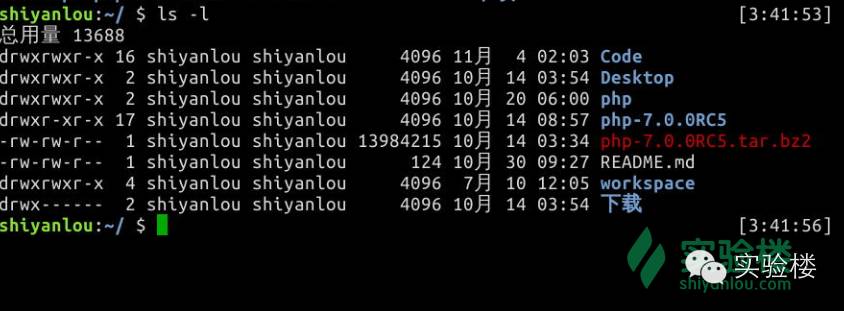 shiyanlou:~/ $ ls -l [3:41:53]
总用量 13688
drwxrwxr-x 16 shiyanlou shiyanlou 4096 11月 4 02:03 Code
drwxrwxr-x 2 shiyanlou shiyanlou 4096 10月 14 03:54 Desktop
drwxrwxr-x 2 shiyanlou shiyanlou 4096 10月 20 06:00 php
drwxr-xr-x 17 shiyanlou shiyanlou 4096 10月 14 08:57 php-7.0.0RC5
-rw-rw-r-- 1 shiyanlou shiyanlou 13984215 10月 14 03:34 php-7.0.0RC5.tar.bz2
-rw-rw-r-- 1 shiyanlou shiyanlou 124 10月 30 09:27 README.md
drwxrwxr-x 4 shiyanlou shiyanlou 4096 7月 10 12:05 workspace
drwx------ 2 shiyanlou shiyanlou 4096 10月 14 03:54 下载
shiyanlou:~/ $ [3:41:56]
实验楼
实验楼
shiyanlou.com